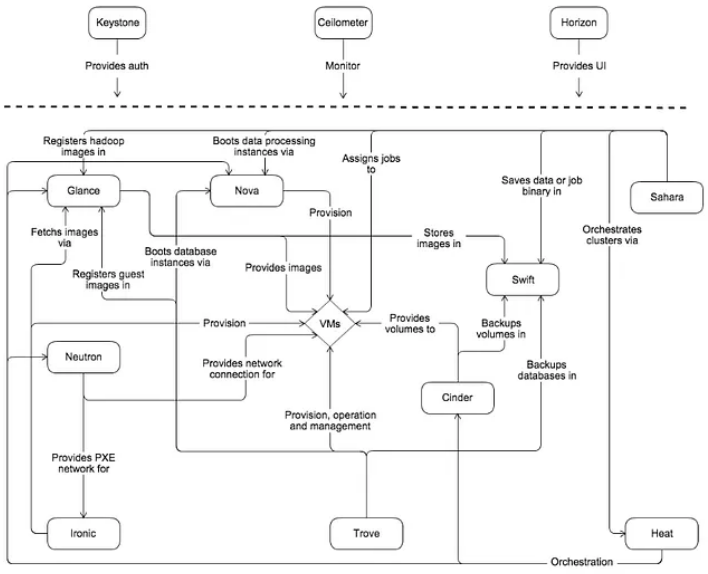 Keystone
Ceilometer
Horizon
Provides auth
Monitor
Provides UI
Registers hadoop
images in
Boots data processing
instances via
Assigns jobs
to
Saves data or job
binary in
Sahara
Glance
Nova
Provision
Orchestrates
clusters via
Fetchs images
via
Boots database
instances via
Stores
images in
Registers guest
images in
Provides images
Swift
Provision
VMs
Provides
volumes to
Backups
volumes in
Neutron
Provides network
connection for
Backups
databases in
Cinder
Provision, operation
and management
Provides PXE
network for
Ironic
Trove
Heat
Orchestration